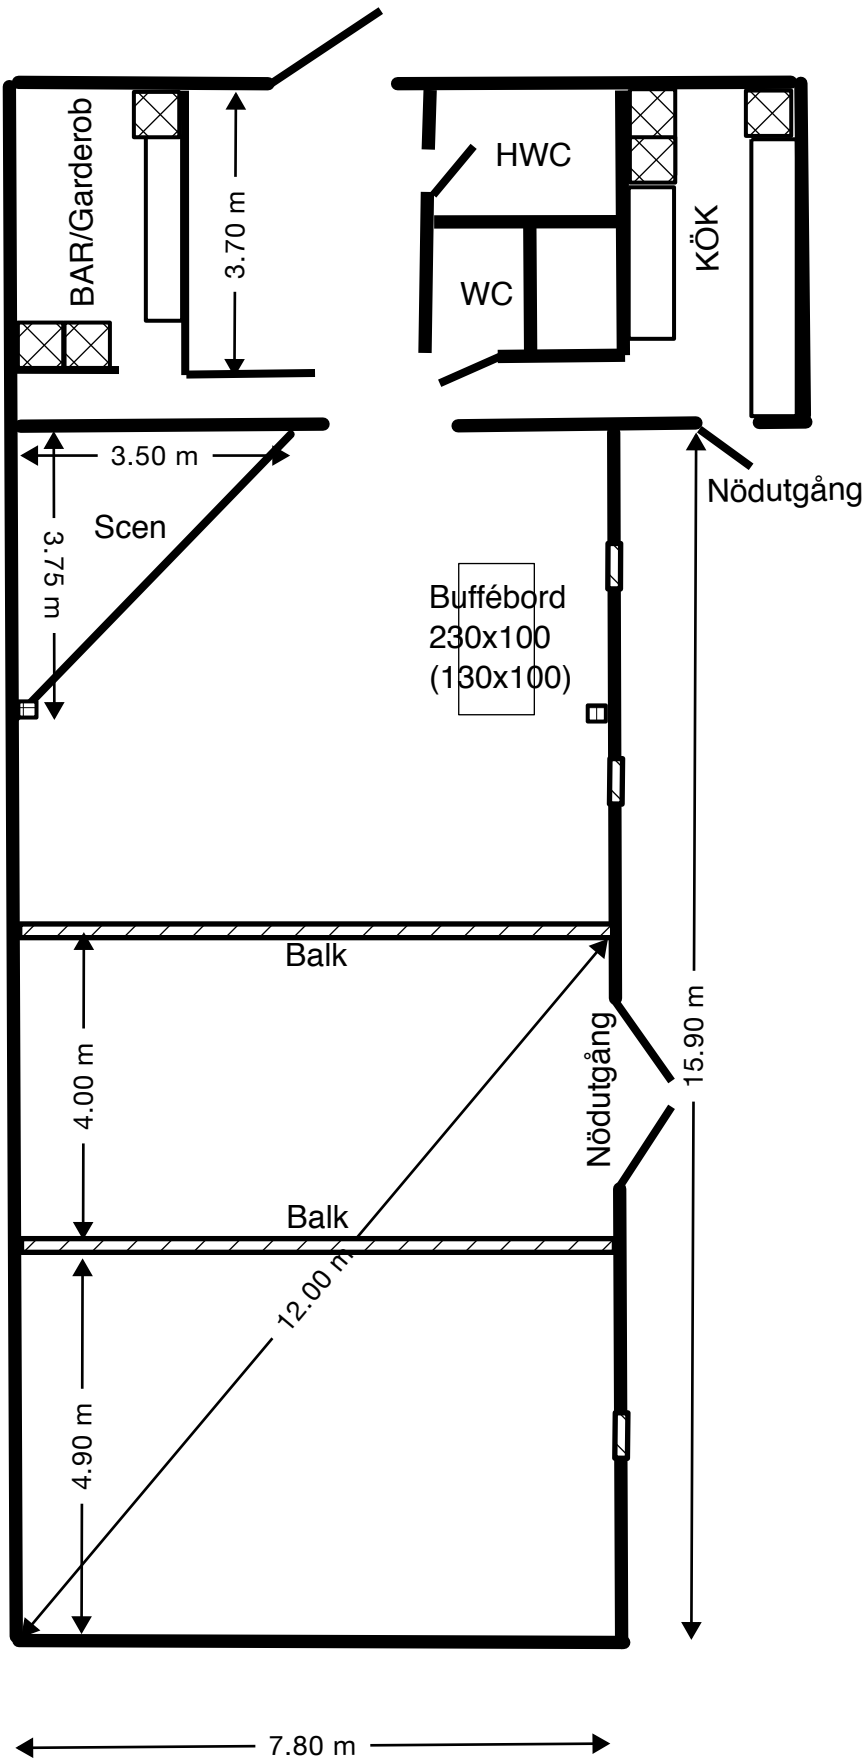 BAR/Garderob
3.70 m
HWC
WC
KÖK
3.50 m
Scen
3.75 m
Nödutgång
Buffébord
230x100
(130x100)
Balk
4.00 m
Nödutgång
15.90 m
Balk
12.00 m
4.90 m
7.80 m